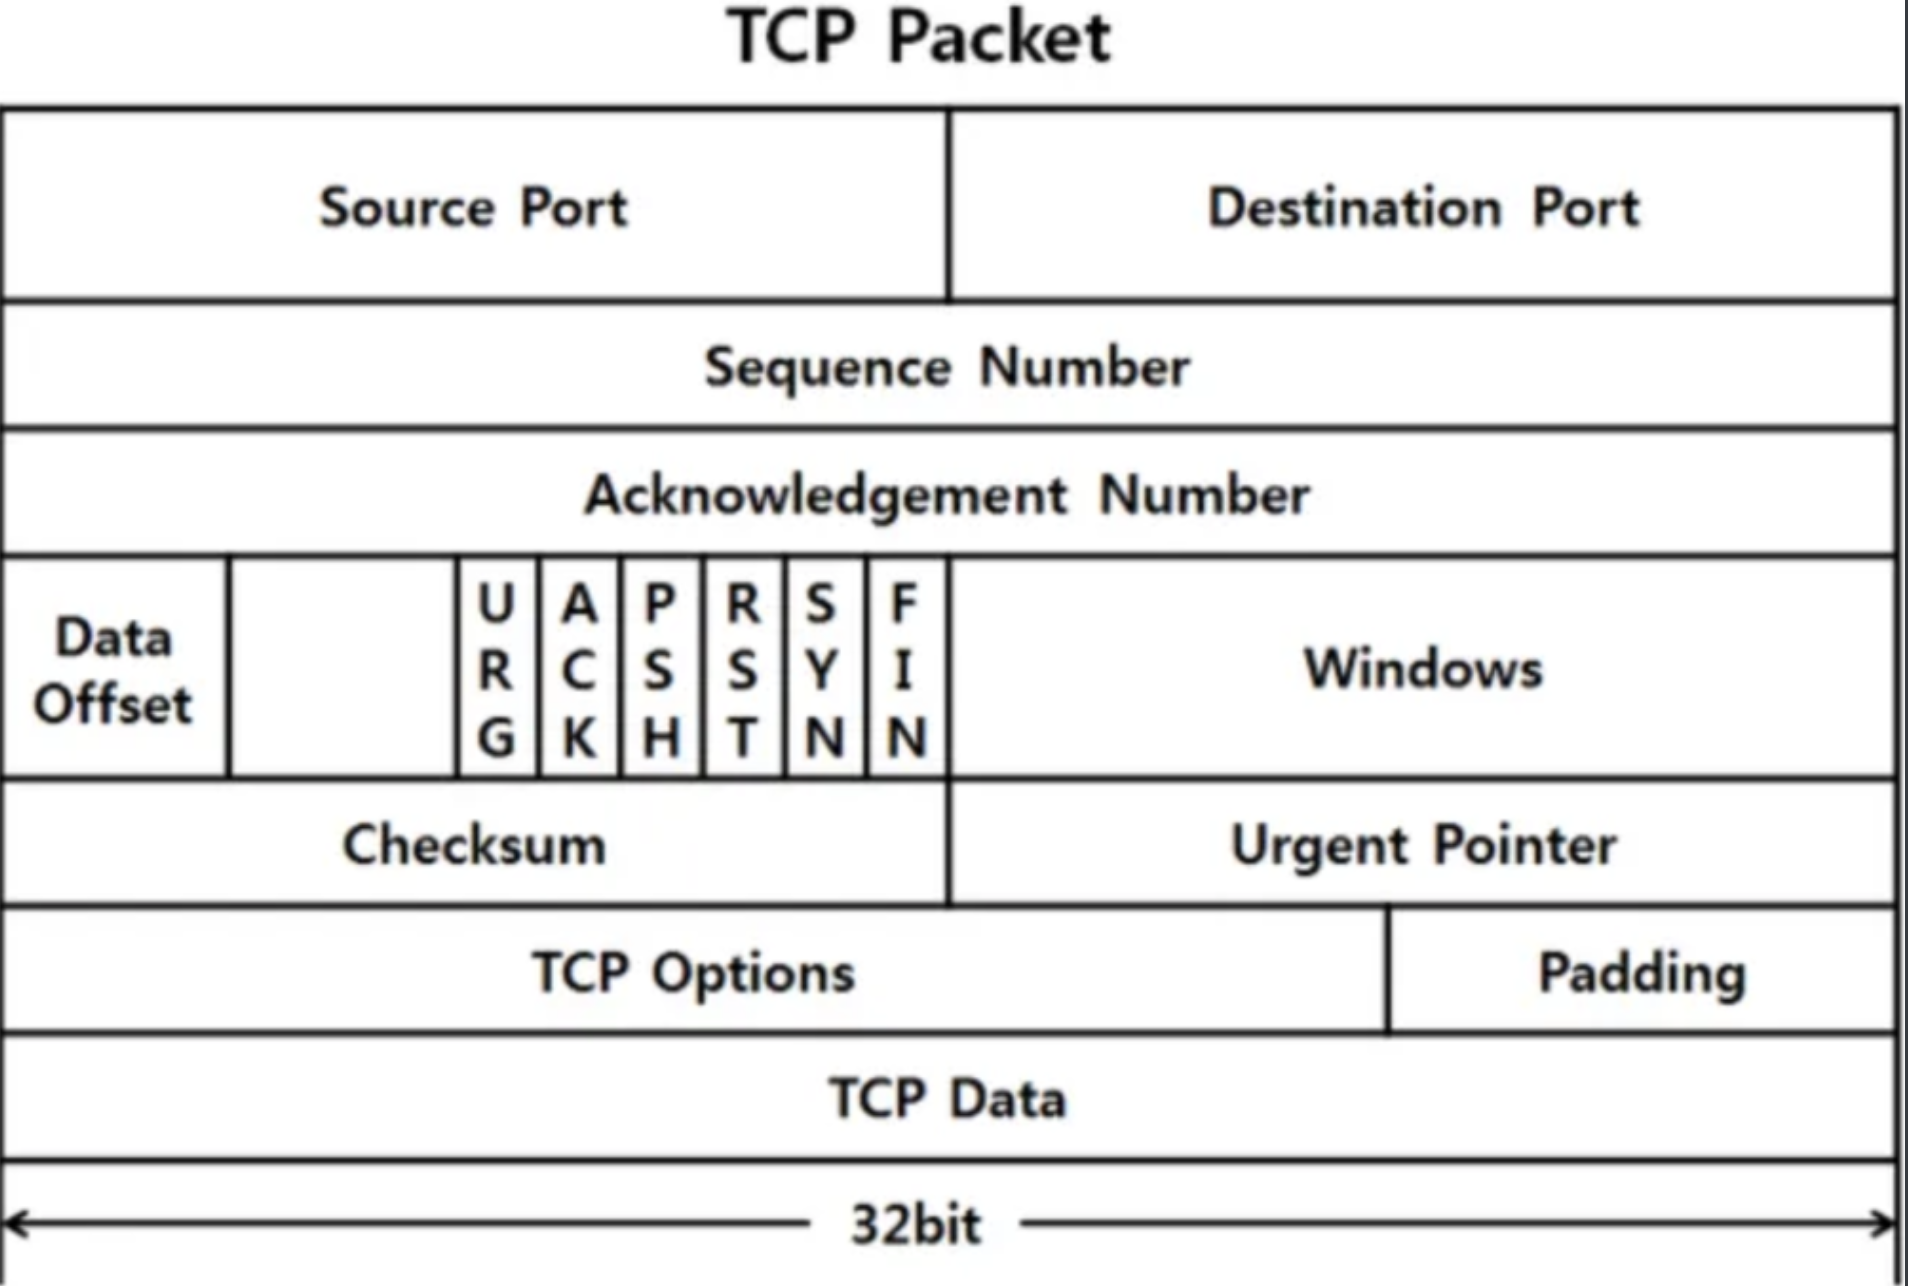 TCP Packet
Source Port
Destination Port
Sequence Number
Acknowledgement Number
Data
Offset
URG
ACK
PSH
RST
SYN
FIN
Windows
Checksum
Urgent Pointer
TCP Options
Padding
TCP Data
32bit